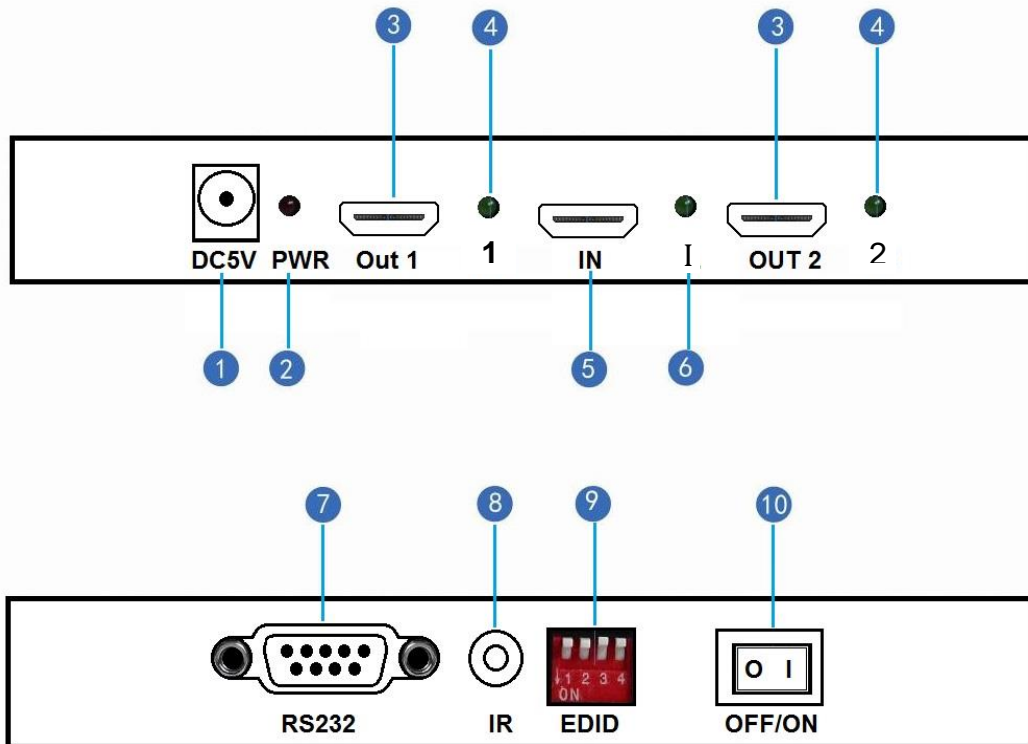 3 4 3 4
DC5V PWR Out 1 1 IN I OUT 2 2
1 2 5 6
7 8 9 10
1 2 3 4
ON
O I
RS232 IR EDID OFF/ON